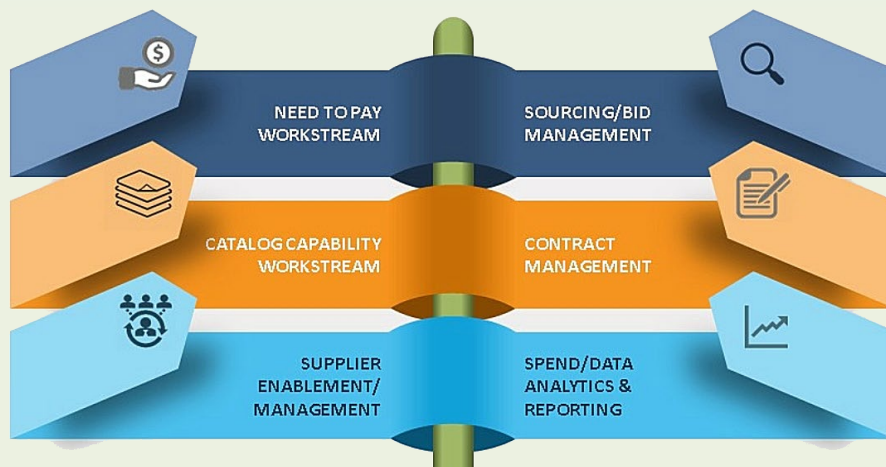 NEED TO PAY
WORKSTREAM
SOURCING/BID
MANAGEMENT
CATALOG CAPABILITY
WORKSTREAM
CONTRACT
MANAGEMENT
SUPPLIER
ENABLEMENT/
MANAGEMENT
SPEND/DATA
ANALYTICS &
REPORTING
$